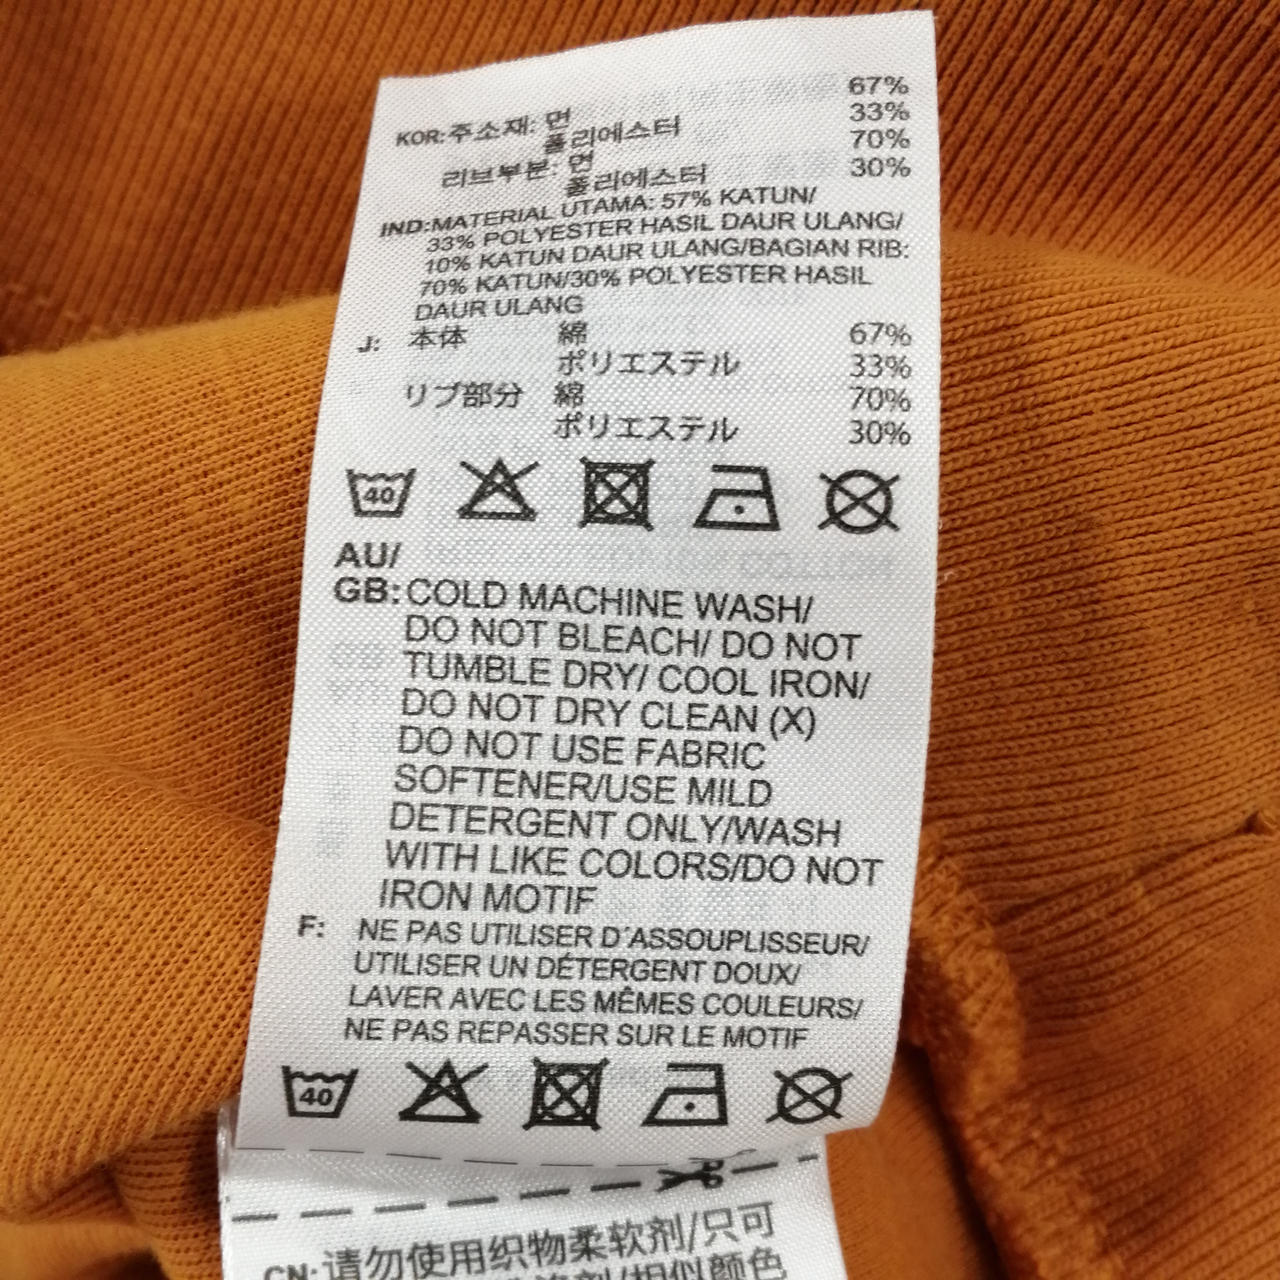 KOR: 주소재: 면 67%
폴리에스터 33%
리브부분: 면 70%
폴리에스터 30%
IND:MATERIAL UTAMA: 57% KATUN/
33% POLYESTER HASIL DAUR ULANG/
10% KATUN DAUR ULANG/BAGIAN RIB:
70% KATUN/30% POLYESTER HASIL
DAUR ULANG
J: 本体 綿 67%
ポリエステル 33%
リブ部分 綿 70%
ポリエステル 30%
40
AU/
GB: COLD MACHINE WASH/
DO NOT BLEACH/ DO NOT
TUMBLE DRY/ COOL IRON/
DO NOT DRY CLEAN (X)
DO NOT USE FABRIC
SOFTENER/USE MILD
DETERGENT ONLY/WASH
WITH LIKE COLORS/DO NOT
IRON MOTIF
F: NE PAS UTILISER D´ASSOUPLISSEUR/
UTILISER UN DÉTERGENT DOUX/
LAVER AVEC LES MÊMES COULEURS/
NE PAS REPASSER SUR LE MOTIF
40
CN: 请勿使用织物柔软剂/只可
剂/相似颜色